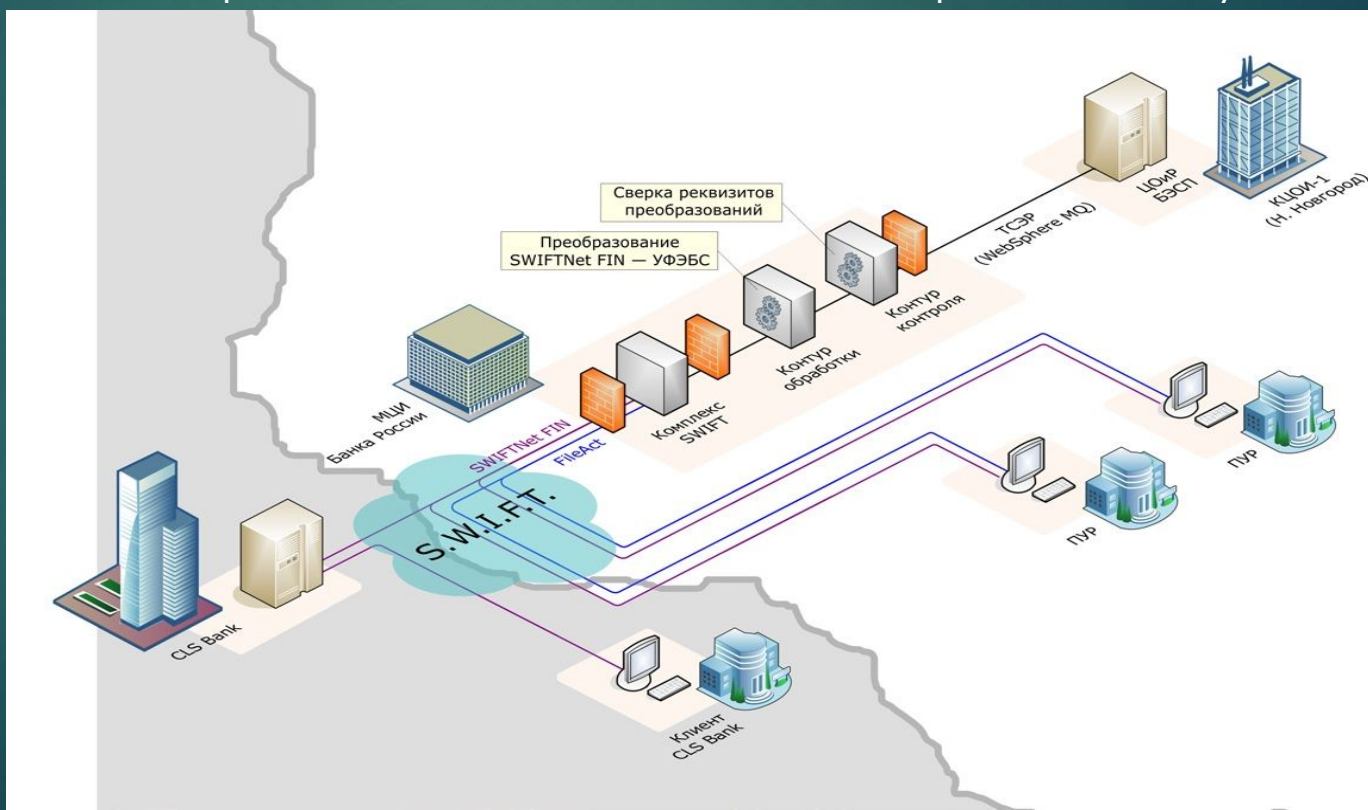 Сверка реквизитов
преобразований
Преобразование
SWIFTNet FIN — УФЭБС
ЦОиР
БЭСП
КЦОИ-1
(Н. Новгород)
ТСЭР
(WebSphere MQ)
Контур
контроля
Контур
обработки
Комплекс
SWIFT
МЦИ
Банка России
SWIFTNet FIN
FileAct
S.W.I.F.T.
ПУР
ПУР
CLS Bank
Клиент
CLS Bank